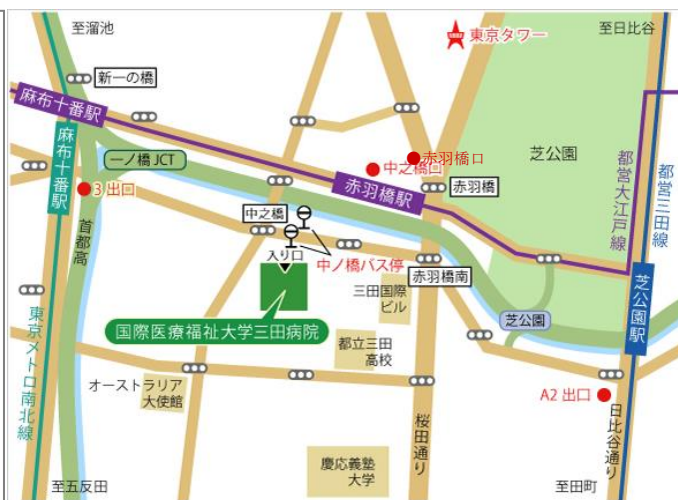 至溜池
東京タワー
至日比谷
新一の橋
麻布十番駅
麻布十番駅
一ノ橋JCT
赤羽橋口
中之橋口
芝公園
赤羽橋
赤羽橋駅
都営大江戸線
都営三田線
3出口
首都高
中之橋
入り口
中ノ橋バス停
赤羽橋南
三田国際
ビル
芝公園
芝公園駅
国際医療福祉大学三田病院
東京メトロ南北線
都立三田
高校
オーストラリア
大使館
A2出口
桜田通り
日比谷通り
慶応義塾
大学
至五反田
至田町